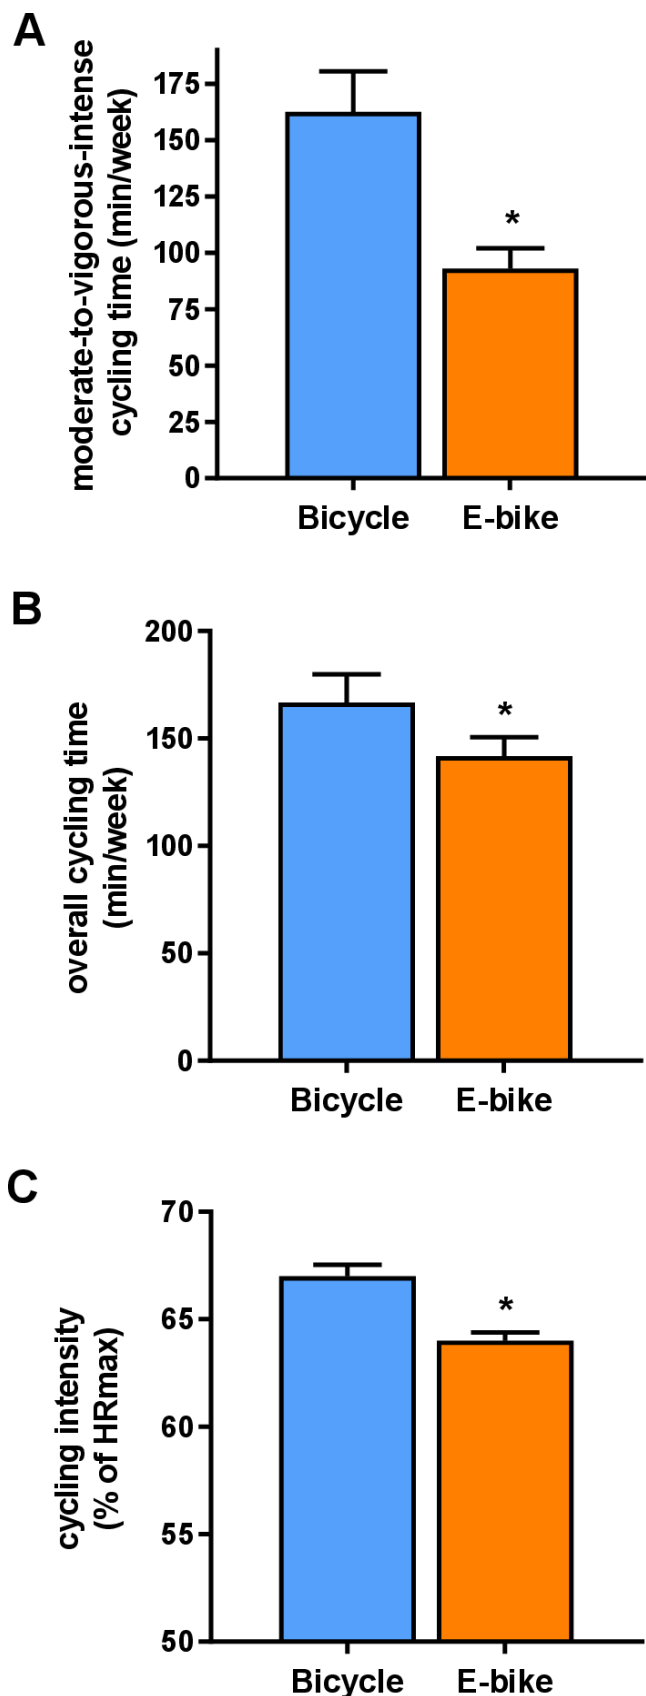 A
moderate-to-vigorous-intense
cycling time (min/week)
175
150
125
100
75
50
25
0
*
Bicycle E-bike
B
overall cycling time
(min/week)
200
150
100
50
0
*
Bicycle E-bike
C
cycling intensity
(% of HRmax)
70
65
60
55
50
*
Bicycle E-bike